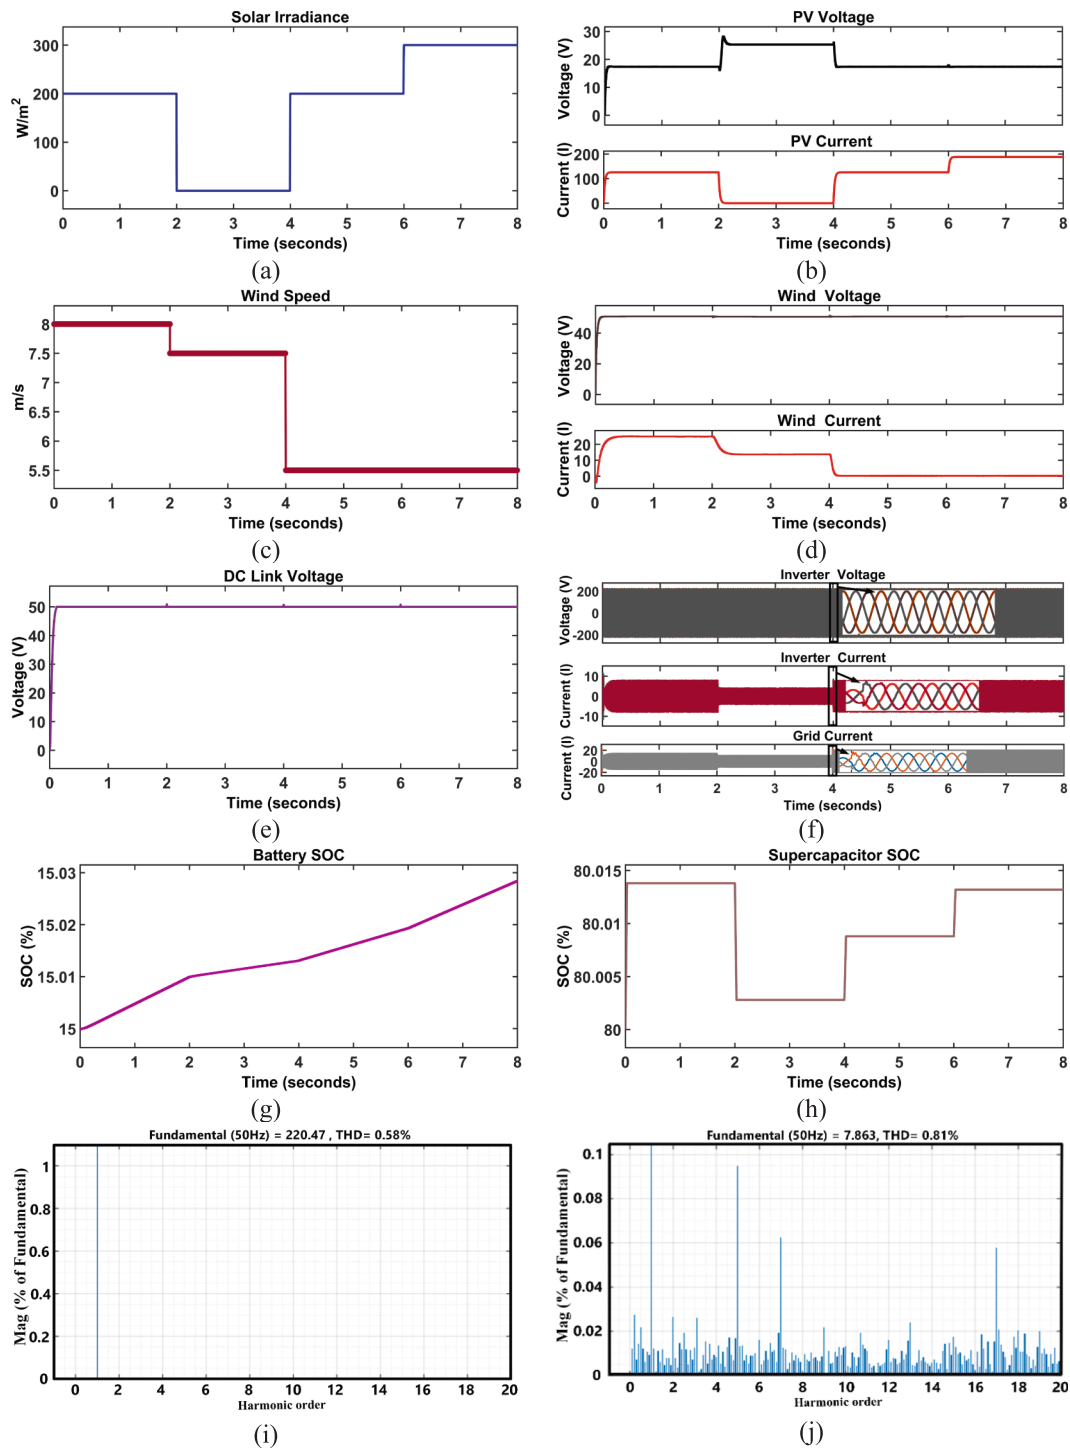 Solar Irradiance
300
200
100
0
W/m²
0 1 2 3 4 5 6 7 8
Time (seconds)
(a)
PV Voltage
30
20
10
0
Voltage (V)
PV Current
200
100
0
Current (I)
0 1 2 3 4 5 6 7 8
Time (seconds)
(b)
Wind Speed
8
7.5
7
6.5
6
5.5
m/s
0 1 2 3 4 5 6 7 8
Time (seconds)
(c)
Wind Voltage
40
20
0
Voltage (V)
Wind Current
20
10
0
Current (I)
0 1 2 3 4 5 6 7 8
Time (seconds)
(d)
DC Link Voltage
50
40
30
20
10
0
Voltage (V)
0 1 2 3 4 5 6 7 8
Time (seconds)
(e)
Inverter Voltage
200
0
-200
Voltage (V)
Inverter Current
10
0
-10
Current (I)
Grid Current
20
0
-20
Current (I)
0 1 2 3 4 5 6 7 8
Time (seconds)
(f)
Battery SOC
15.03
15.02
15.01
15
SOC (%)
0 1 2 3 4 5 6 7 8
Time (seconds)
(g)
Supercapacitor SOC
80.015
80.01
80.005
80
SOC (%)
0 1 2 3 4 5 6 7 8
Time (seconds)
(h)
Fundamental (50Hz) = 220.47 , THD= 0.58%
1
0.8
0.6
0.4
0.2
0
Mag (% of Fundamental)
0 2 4 6 8 10 12 14 16 18 20
Harmonic order
(i)
Fundamental (50Hz) = 7.863, THD= 0.81%
0.1
0.08
0.06
0.04
0.02
0
Mag (% of Fundamental)
0 2 4 6 8 10 12 14 16 18 20
Harmonic order
(j)